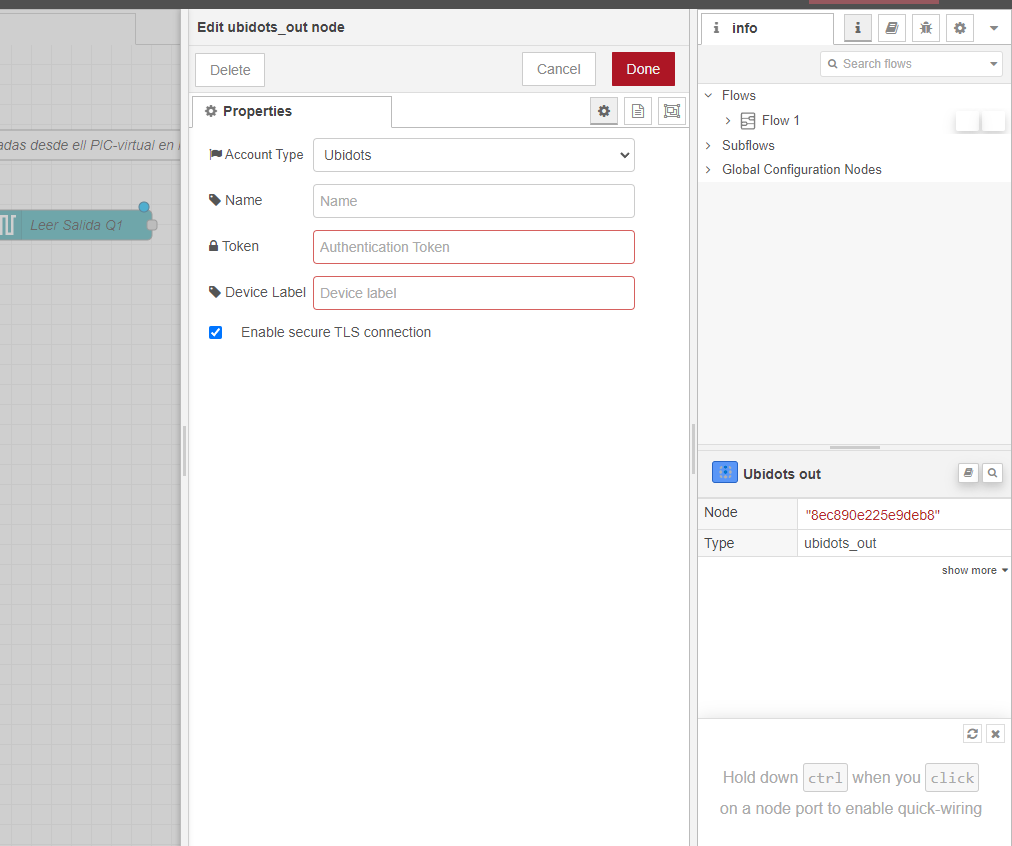 adas desde ell PIC-virtual en
Leer Salida Q1
Edit ubidots_out node
Delete
Cancel
Done
Properties
Account Type
Ubidots
Name
Name
Token
Authentication Token
Device Label
Device label
Enable secure TLS connection
info
Search flows
Flows
Flow 1
Subflows
Global Configuration Nodes
Ubidots out
Node
"8ec890e225e9deb8"
Type
ubidots_out
show more
Hold down ctrl when you click
on a node port to enable quick-wiring